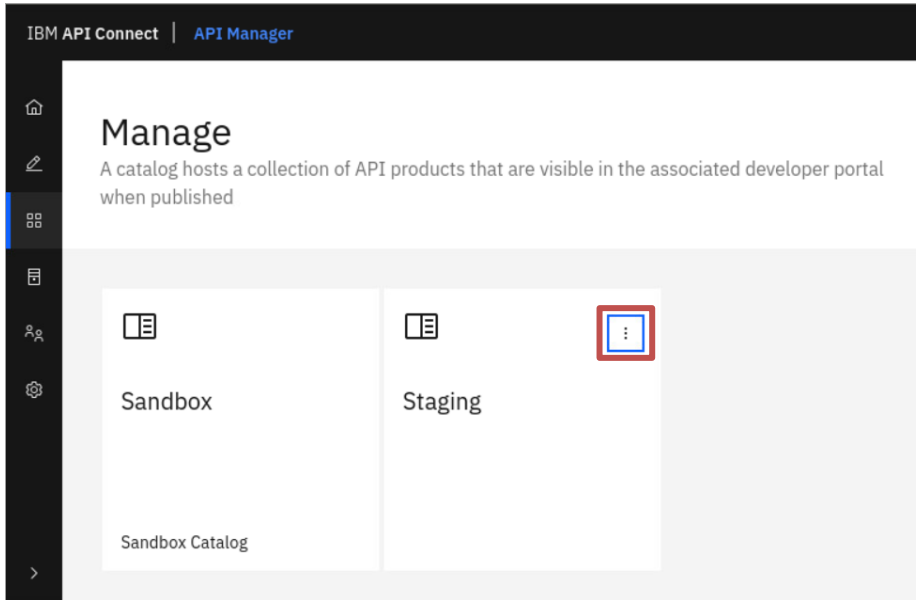 IBM API Connect | API Manager
Manage
A catalog hosts a collection of API products that are visible in the associated developer portal
when published
Sandbox
Staging
Sandbox Catalog